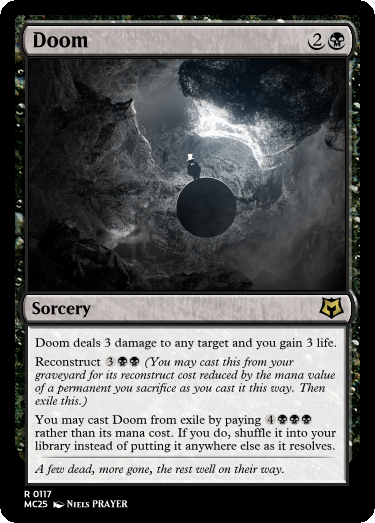 Doom 2
Sorcery
Doom deals 3 damage to any target and you gain 3 life.
Reconstruct 3 (You may cast this from your
graveyard for its reconstruct cost reduced by the mana value
of a permanent you sacrifice as you cast it this way. Then
exile this.)
You may cast Doom from exile by paying 4
rather than its mana cost. If you do, shuffle it into your
library instead of putting it anywhere else as it resolves.
A few dead, more gone, the rest well on their way.
R 0117
MC25 Niels PRAYER